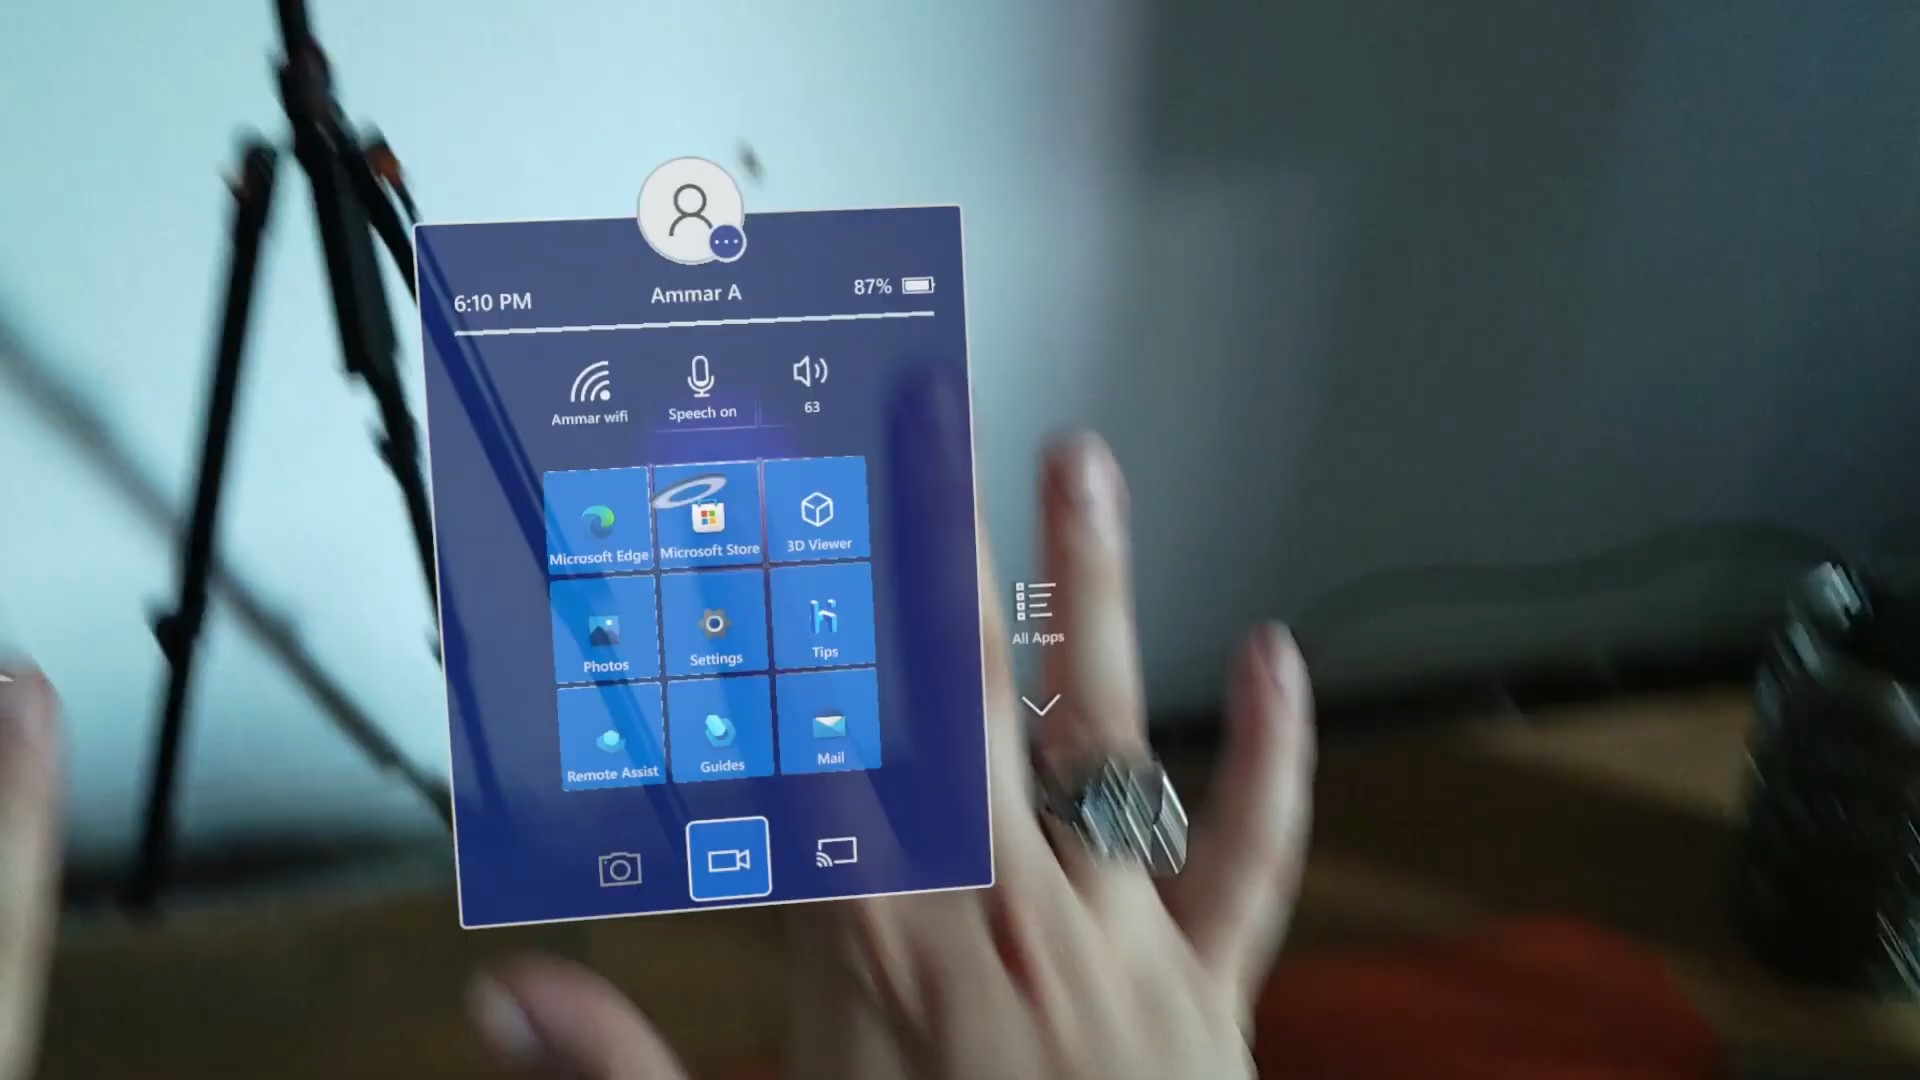 6:10 PM
Ammar A
87%
Ammar wifi
Speech on
63
Microsoft Edge
Microsoft Store
3D Viewer
Photos
Settings
Tips
All Apps
Remote Assist
Guides
Mail